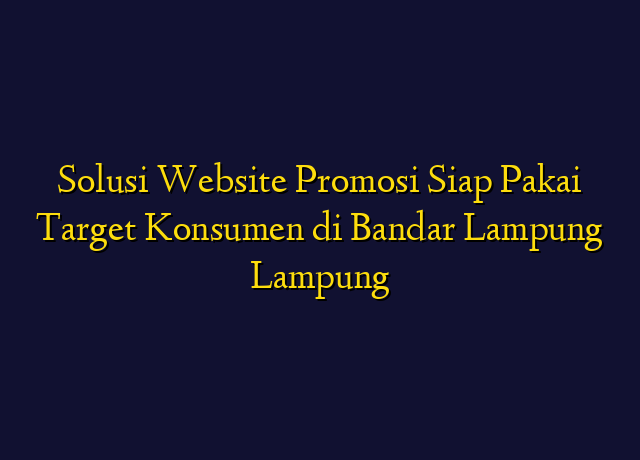 Solusi Website Promosi Siap Pakai
Target Konsumen di Bandar Lampung
Lampung